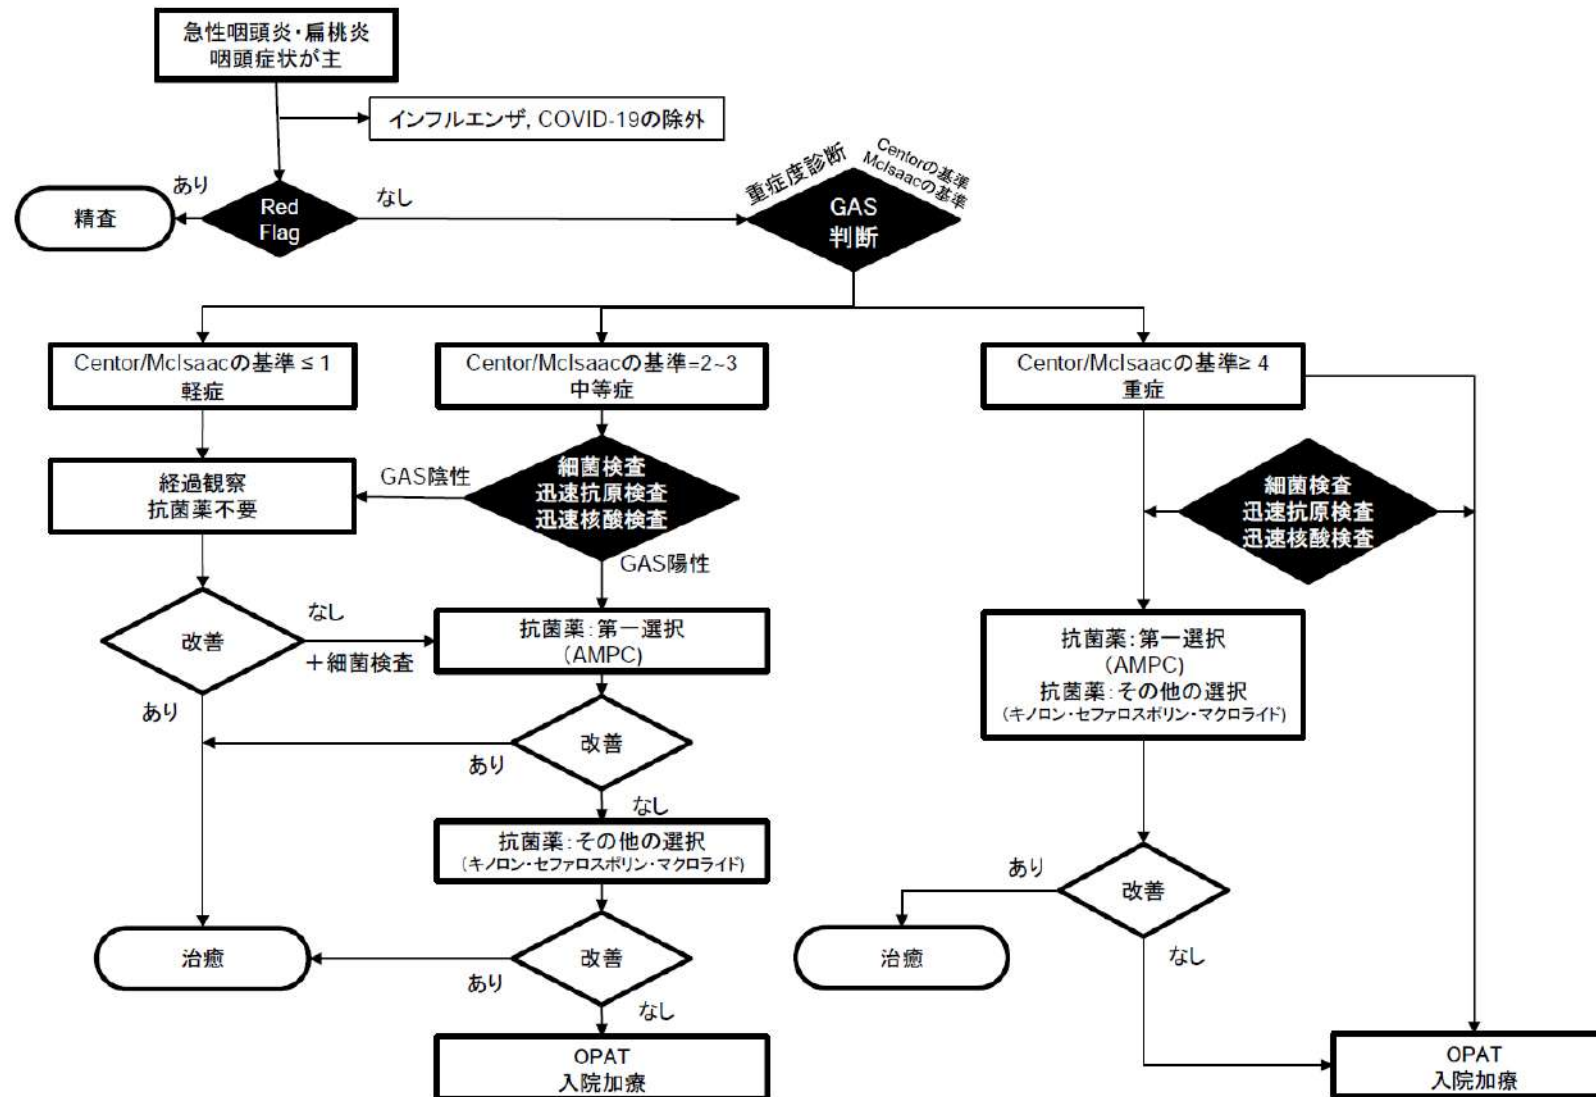 急性咽頭炎・扁桃炎
咽頭症状が主
インフルエンザ, COVID-19の除外
あり
なし
精査
Red
Flag
重症度診断
Centorの基準
McIsaacの基準
GAS
判断
Centor/McIsaacの基準 ≤ 1
軽症
Centor/McIsaacの基準=2~3
中等症
Centor/McIsaacの基準≥ 4
重症
経過観察
抗菌薬不要
GAS陰性
細菌検査
迅速抗原検査
迅速核酸検査
細菌検査
迅速抗原検査
迅速核酸検査
GAS陽性
改善
なし
＋細菌検査
抗菌薬：第一選択
（AMPC)
抗菌薬：第一選択
（AMPC)
抗菌薬：その他の選択
（キノロン・セファロスポリン・マクロライド)
あり
改善
あり
なし
抗菌薬：その他の選択
（キノロン・セファロスポリン・マクロライド)
あり
改善
治癒
改善
治癒
なし
あり
なし
OPAT
入院加療
OPAT
入院加療